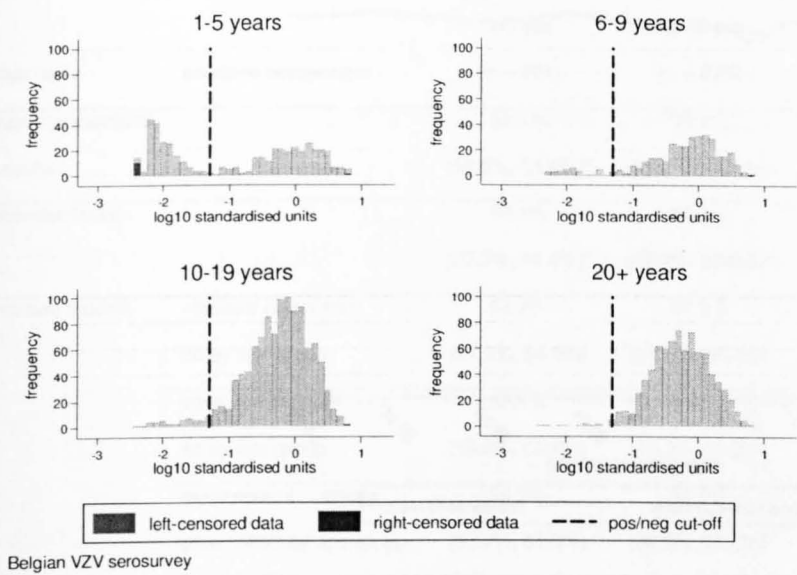 1-5 years
6-9 years
100
80
60
40
20
0
frequency
-3 -2 -1 0 1
log10 standardised units
100
80
60
40
20
0
frequency
-3 -2 -1 0 1
log10 standardised units
10-19 years
20+ years
100
80
60
40
20
0
frequency
-3 -2 -1 0 1
log10 standardised units
100
80
60
40
20
0
frequency
-3 -2 -1 0 1
log10 standardised units
left-censored data right-censored data pos/neg cut-off
Belgian VZV serosurvey